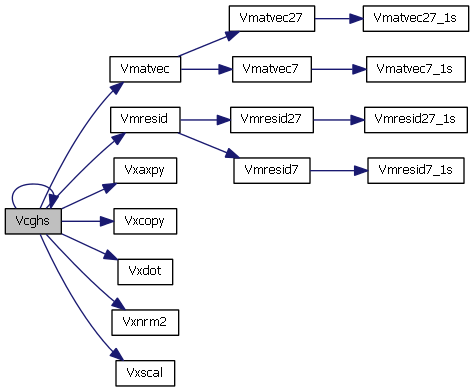 Vmatvec27
Vmatvec27_1s
Vmatvec
Vmatvec7
Vmatvec7_1s
Vmresid
Vmresid27
Vmresid27_1s
Vxaxpy
Vmresid7
Vmresid7_1s
Vcghs
Vxcopy
Vxdot
Vxnrm2
Vxscal